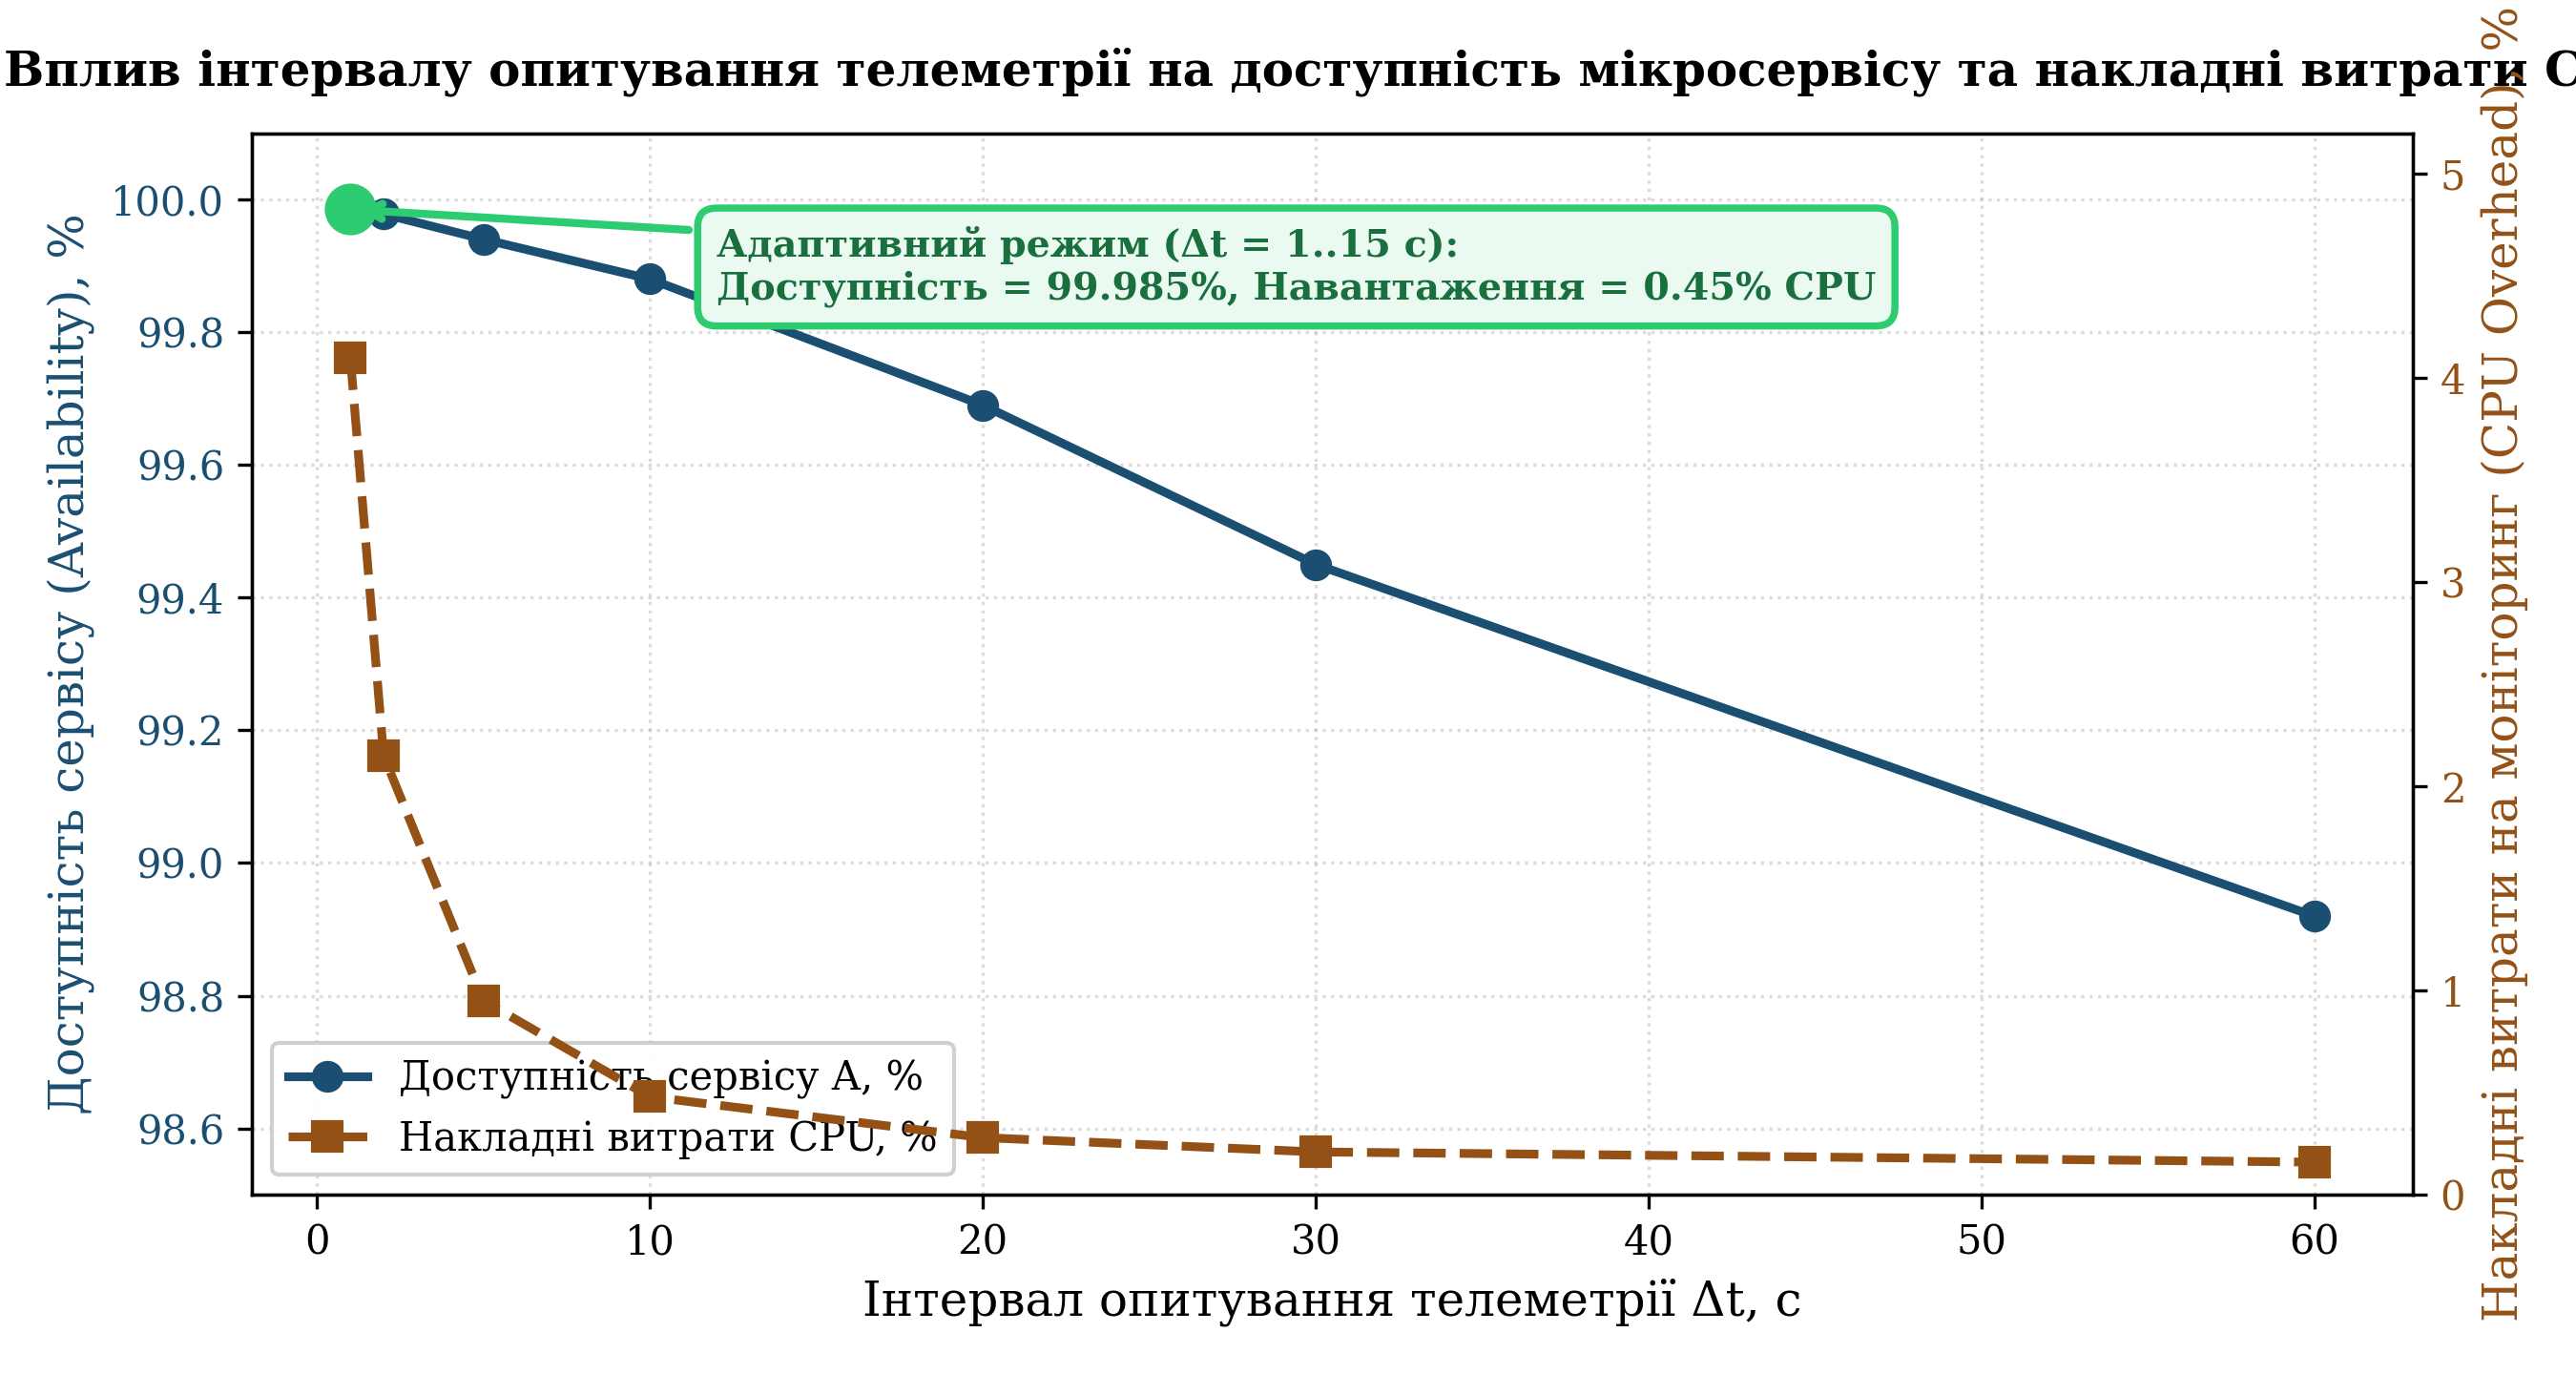 Вплив інтервалу опитування телеметрії на доступність мікросервісу та накладні витрати C
Доступність сервісу (Availability), %
100.0
99.8
99.6
99.4
99.2
99.0
98.8
98.6
Адаптивний режим (Δt = 1..15 с):
Доступність = 99.985%, Навантаження = 0.45% CPU
Доступність сервісу A, %
Накладні витрати CPU, %
0
10
20
30
40
50
60
Інтервал опитування телеметрії Δt, с
5
4
3
2
1
0
Накладні витрати на моніторинг (CPU Overhead), %